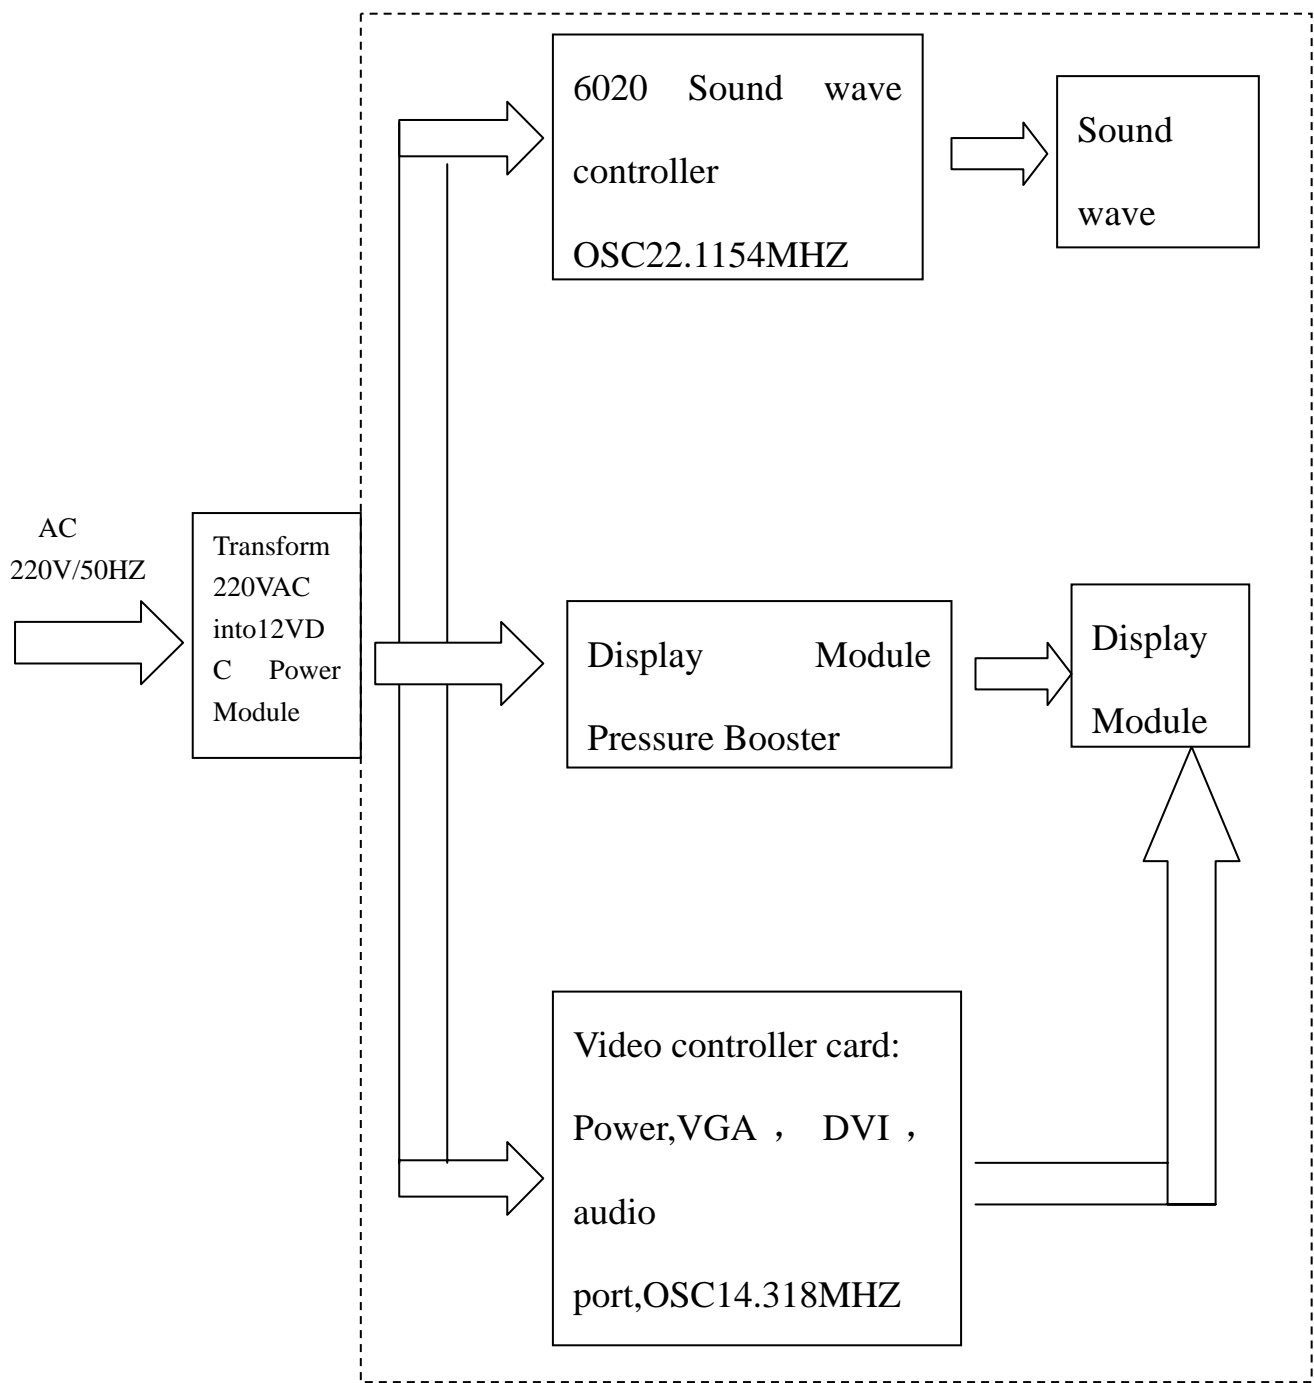 6020 Sound wave
controller
OSC22.1154MHZ
Sound
wave
AC
220V/50HZ
Transform
220VAC
into12VD
C Power
Module
Display Module
Pressure Booster
Display
Module
Video controller card:
Power,VGA ， DVI ，
audio
port,OSC14.318MHZ